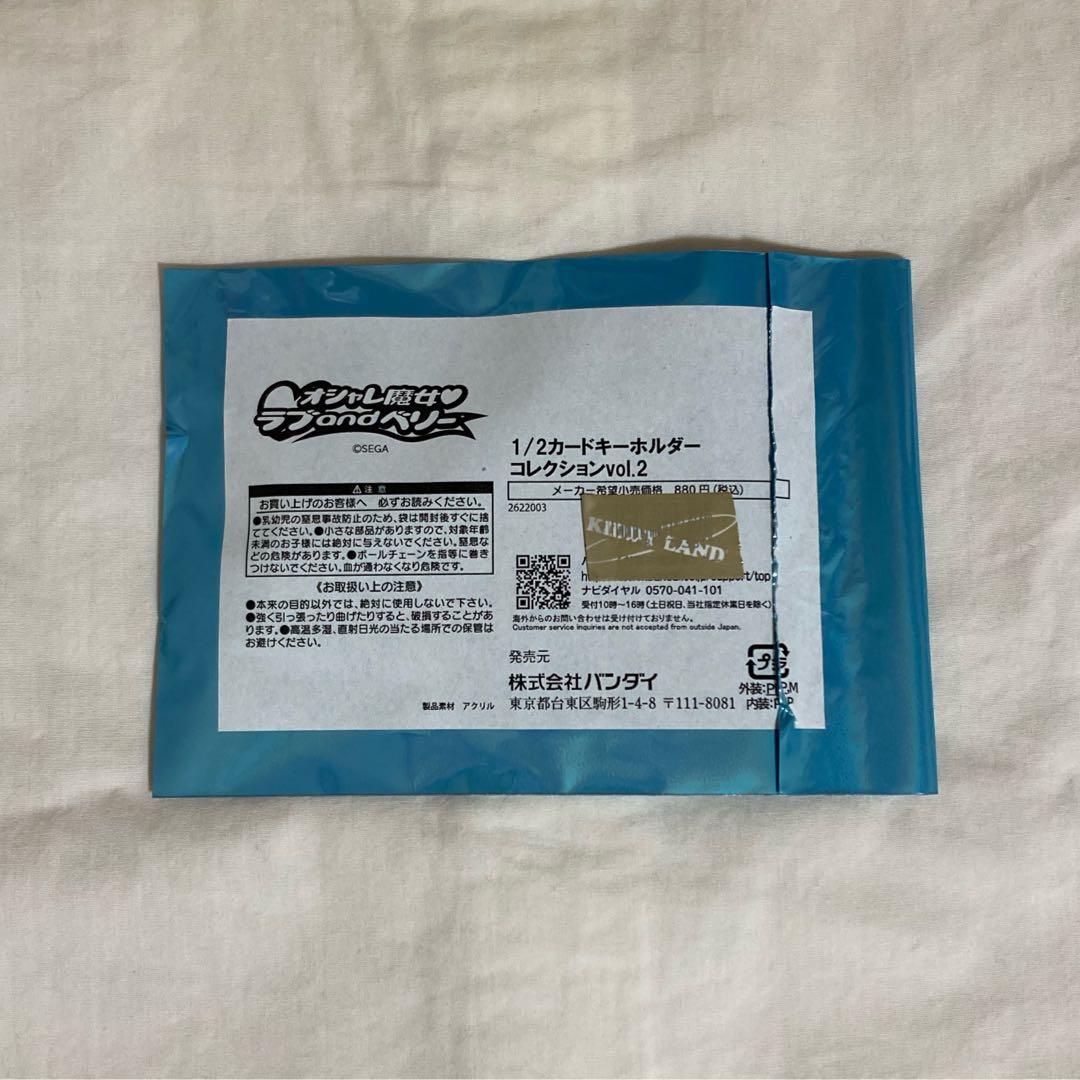 オシャレ魔女♥
ラブandベリー
©SEGA
⚠注 意
お買い上げのお客様へ 必ずお読みください。
●乳幼児の窒息事故防止のため、袋は開封後すぐに捨
ててください。●小さな部品がありますので、対象年齢
未満のお子様には絶対に与えないでください。窒息な
どの危険があります。●ボールチェーンを指等に巻き
つけないでください。血が通わなくなり危険です。
《お取扱い上の注意》
●本来の目的以外では、絶対に使用しないで下さい。
●強く引っ張ったり曲げたりすると、破損することがあ
ります。●高温多湿、直射日光の当たる場所での保管は
お避けください。
製品素材 アクリル
1/2カードキーホルダー
コレクションvol.2
メーカー希望小売価格 880円(税込)
2622003
KIDDY LAND
support/top
ナビダイヤル 0570-041-101
受付10時～16時(土日祝日、当社指定休業日を除く)
海外からのお問い合わせは受け付けておりません。
Customer service inquiries are not accepted from outside Japan.
発売元
株式会社バンダイ
東京都台東区駒形1-4-8 〒111-8081
プラ
外装:P.P,M
内装:P.P